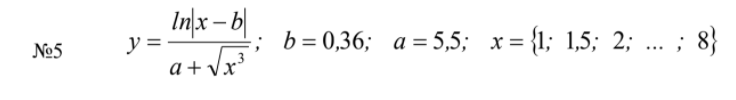 №5 y = ln|x – b| / (a + √x³) ; b = 0,36; a = 5,5; x = {1; 1,5; 2; ... ; 8}